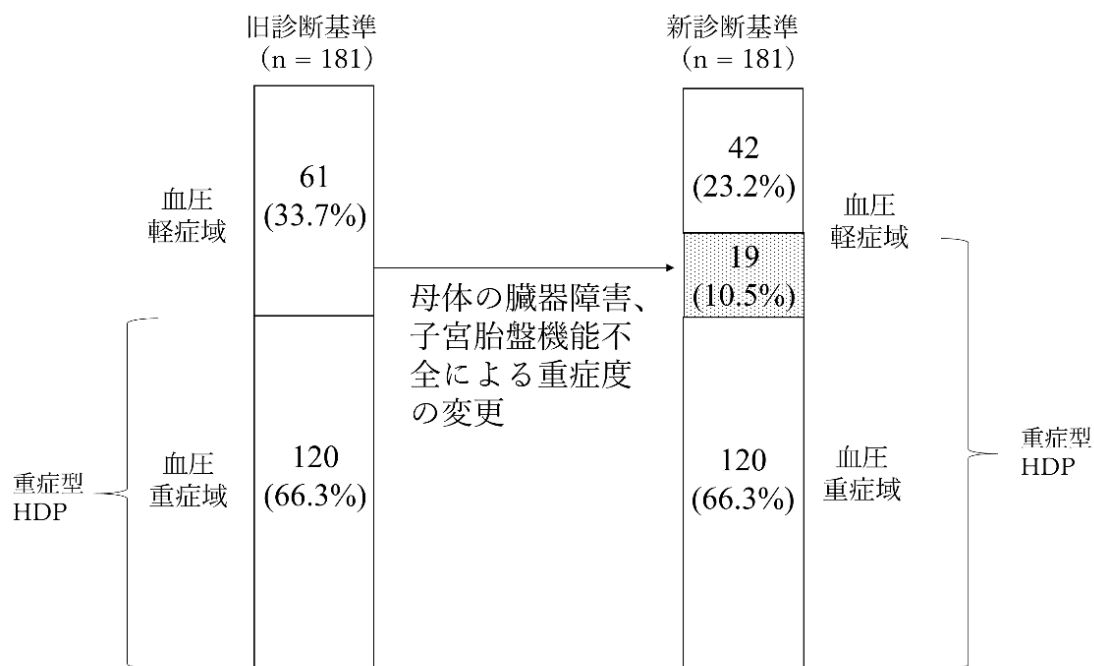 旧診断基準
（n = 181）
新診断基準
（n = 181）
血圧
軽症域
61
(33.7%)
42
(23.2%)
血圧
軽症域
19
(10.5%)
母体の臓器障害、
子宮胎盤機能不
全による重症度
の変更
重症型
HDP
血圧
重症域
120
(66.3%)
120
(66.3%)
血圧
重症域
重症型
HDP